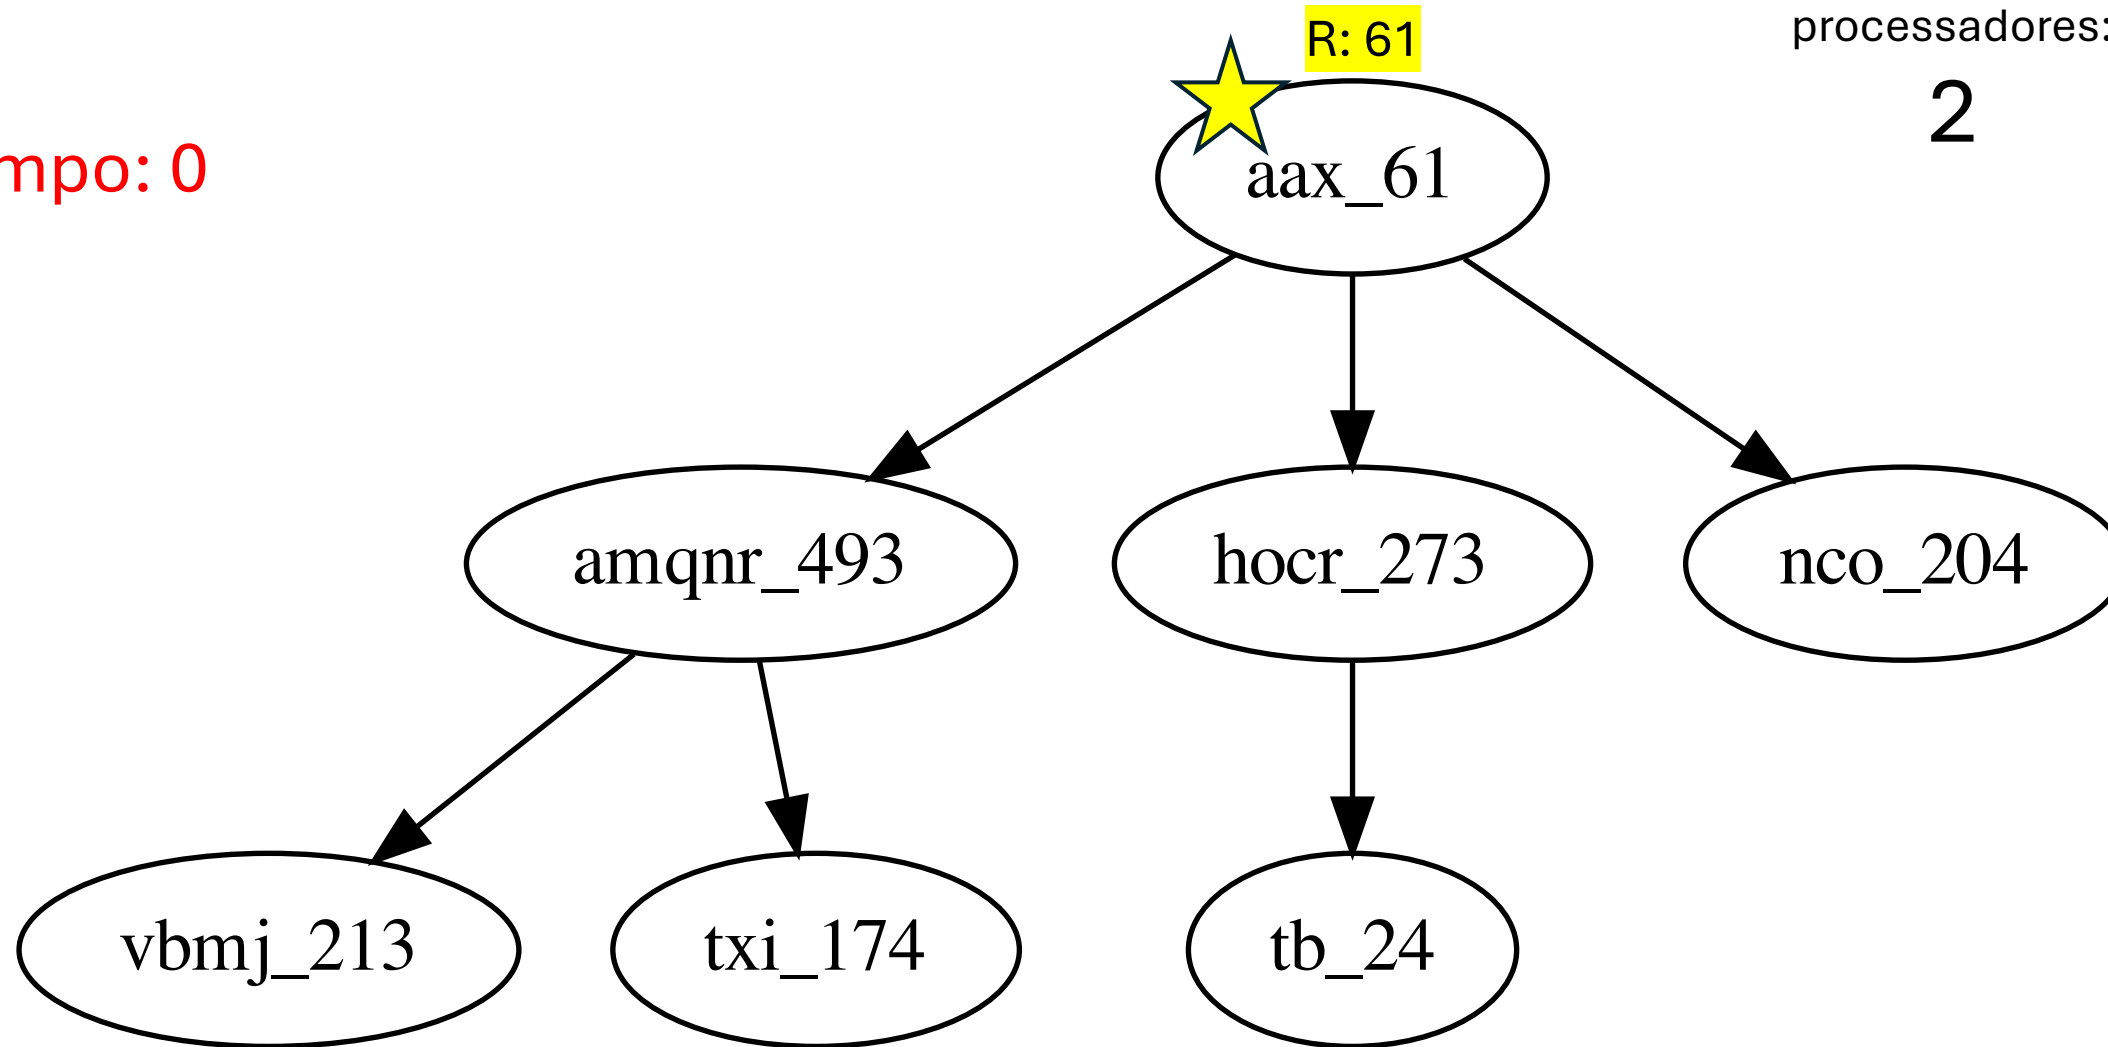 R: 61
processadores:
2
mpo: 0
aax_61
amqnr_493
hocr_273
nco_204
vbmj_213
txi_174
tb_24